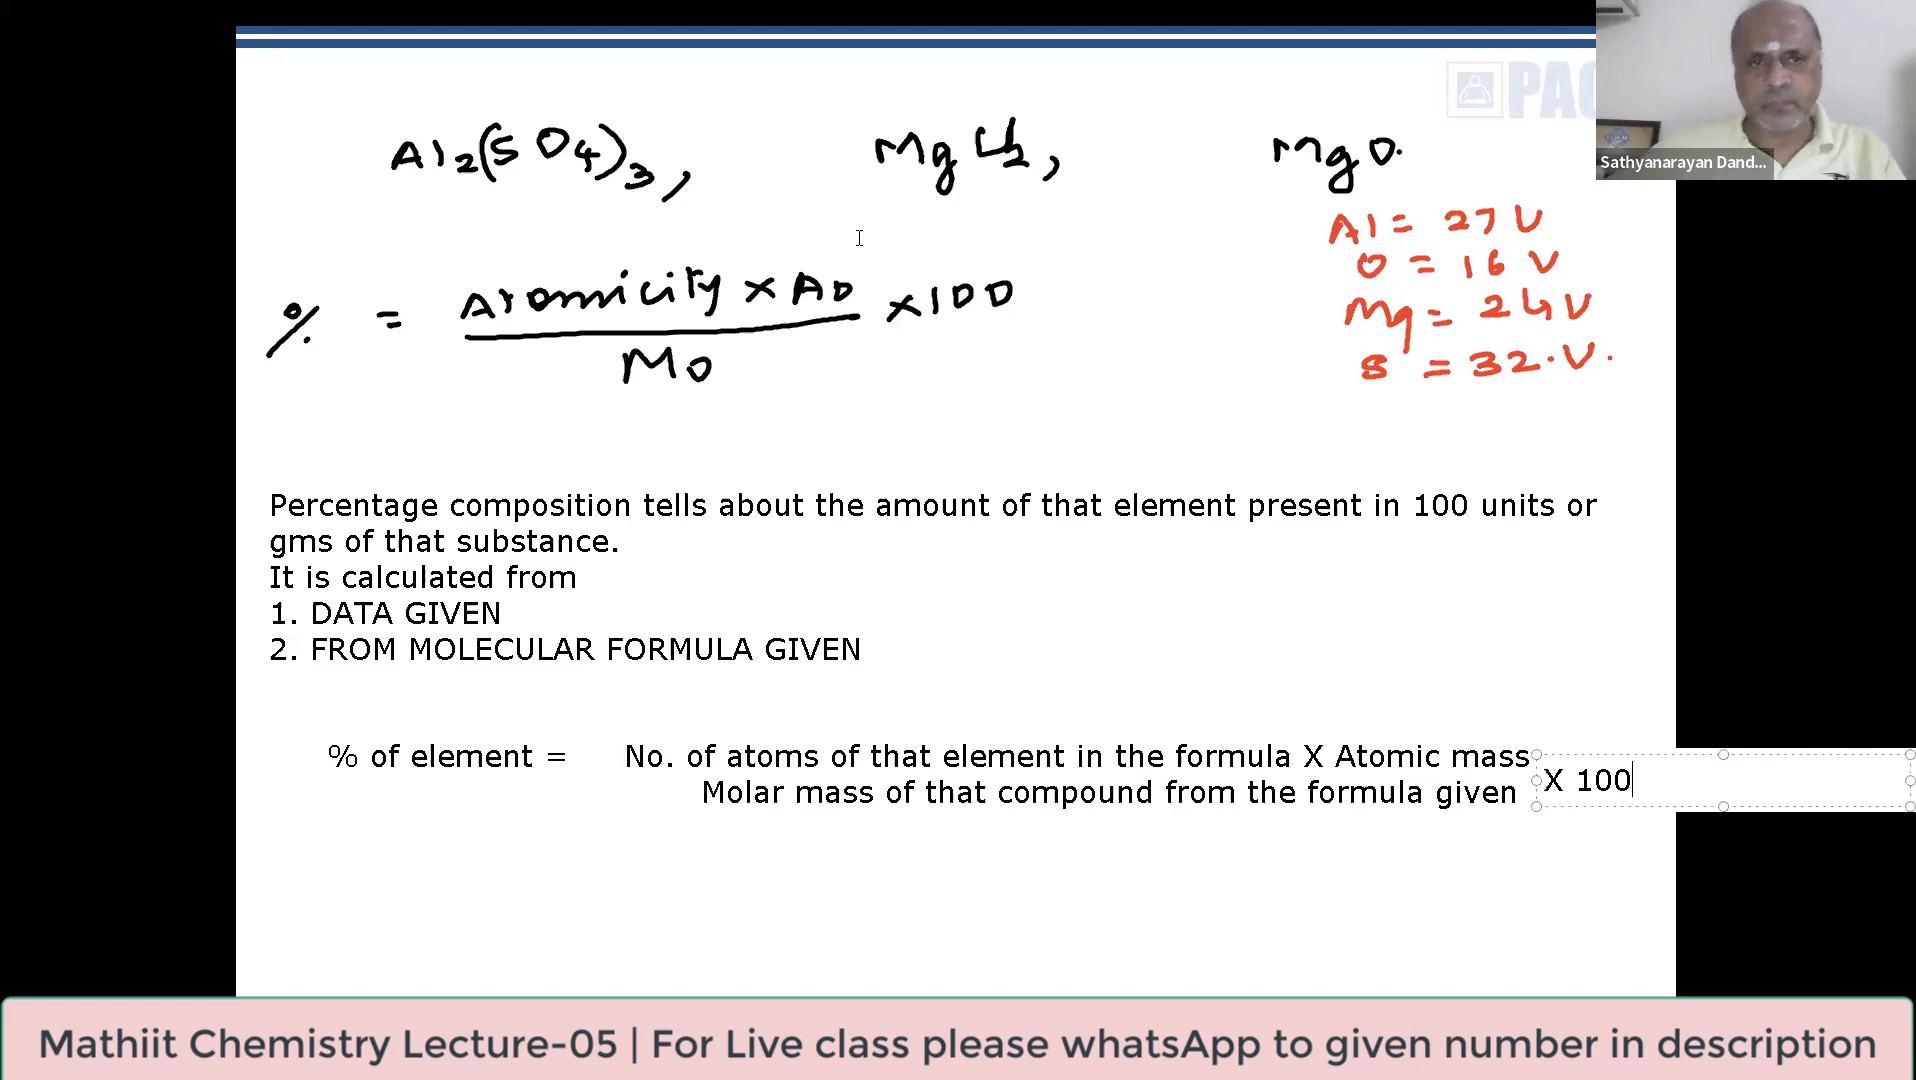 PAC
Al2(SO4)3, MgCl2, MgO.
Sathyanarayan Dand...
Al = 27 U
O = 16 U
Mg = 24 U
S = 32. U.
% = Atomicity x AD x 100
MO
Percentage composition tells about the amount of that element present in 100 units or
gms of that substance.
It is calculated from
1. DATA GIVEN
2. FROM MOLECULAR FORMULA GIVEN
% of element = No. of atoms of that element in the formula X Atomic mass
Molar mass of that compound from the formula given X 100
Mathiit Chemistry Lecture-05 | For Live class please whatsApp to given number in description